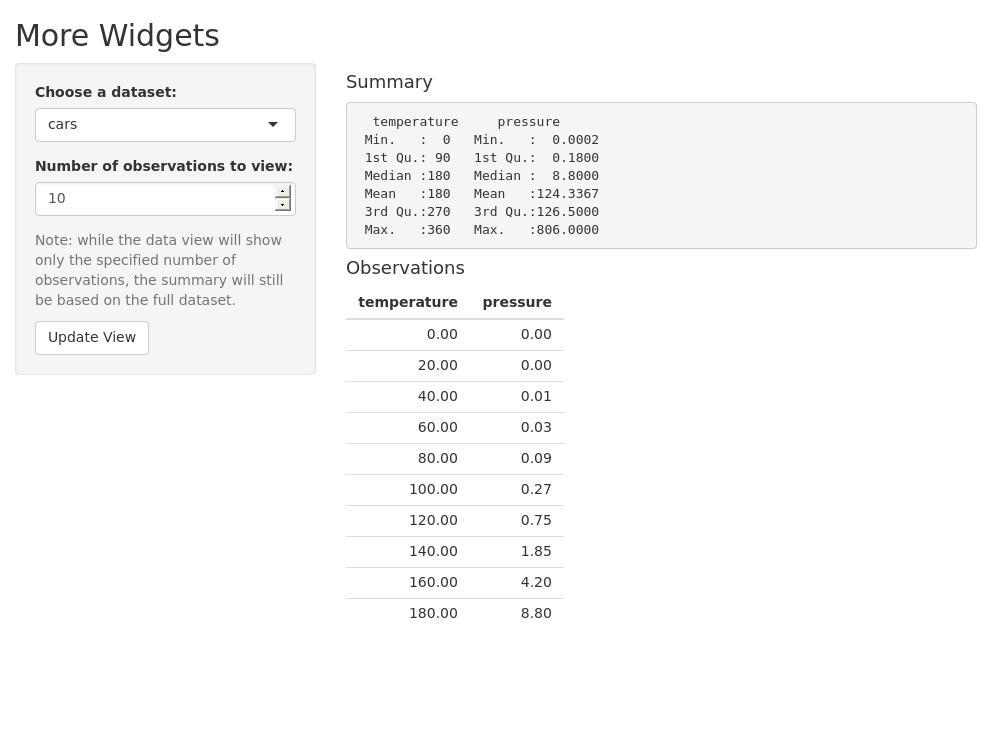 More Widgets
Choose a dataset:
cars
Number of observations to view:
10
Note: while the data view will show
only the specified number of
observations, the summary will still
be based on the full dataset.
Update View
Summary
temperature pressure
Min. : 0 Min. : 0.0002
1st Qu.: 90 1st Qu.: 0.1800
Median :180 Median : 8.8000
Mean :180 Mean :124.3367
3rd Qu.:270 3rd Qu.:126.5000
Max. :360 Max. :806.0000
Observations
temperature pressure
0.00 0.00
20.00 0.00
40.00 0.01
60.00 0.03
80.00 0.09
100.00 0.27
120.00 0.75
140.00 1.85
160.00 4.20
180.00 8.80